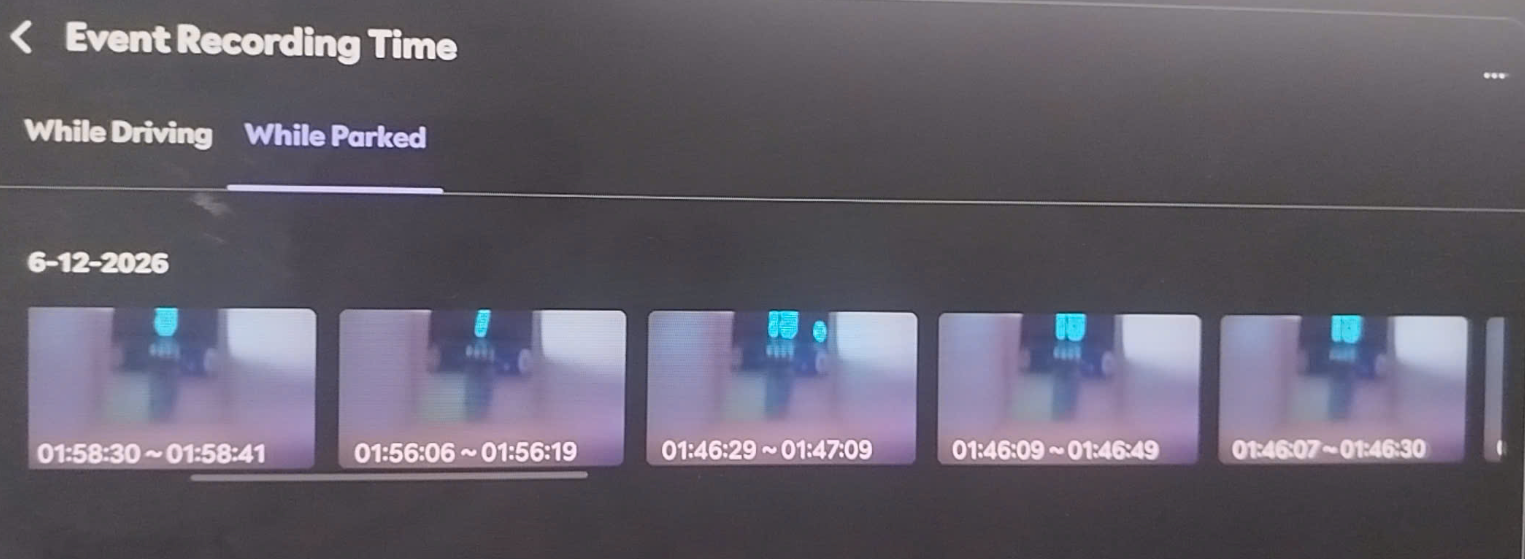 Event Recording Time
While Driving While Parked
6-12-2026
01:58:30 ~ 01:58:41 01:56:06 ~ 01:56:19 01:46:29 ~ 01:47:09 01:46:09 ~ 01:46:49 01:46:07 ~ 01:46:30